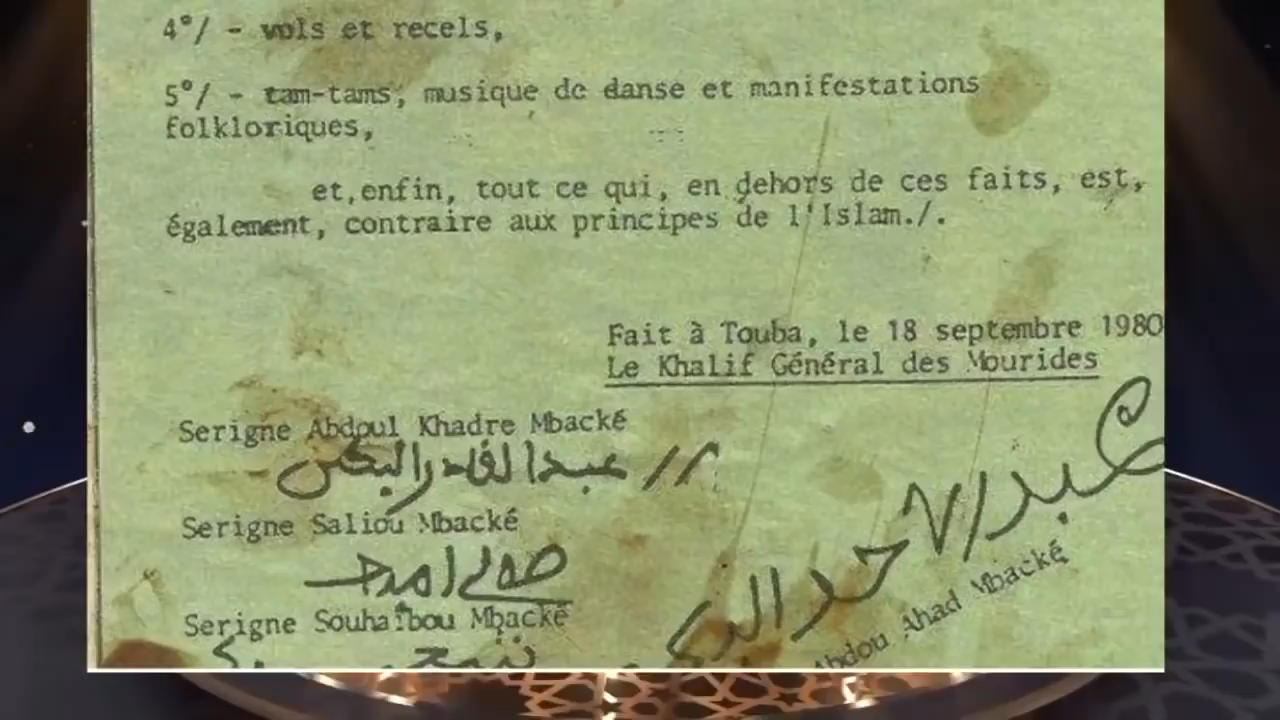 4°/ - vols et recels,
5°/ - tam-tams, musique de danse et manifestations
folkloriques,
et,enfin, tout ce qui, en dehors de ces faits, est,
également, contraire aux principes de l'Islam./.
Fait à Touba, le 18 septembre 1980
Le Khalif Général des Mourides
Serigne Abdoul Khadre Mbacké
عبد القادر البكي
Serigne Saliou Mbacké
Serigne Souhaïbou Mbacké
عبد الأحد البكي
Abdou Ahad Mbacké